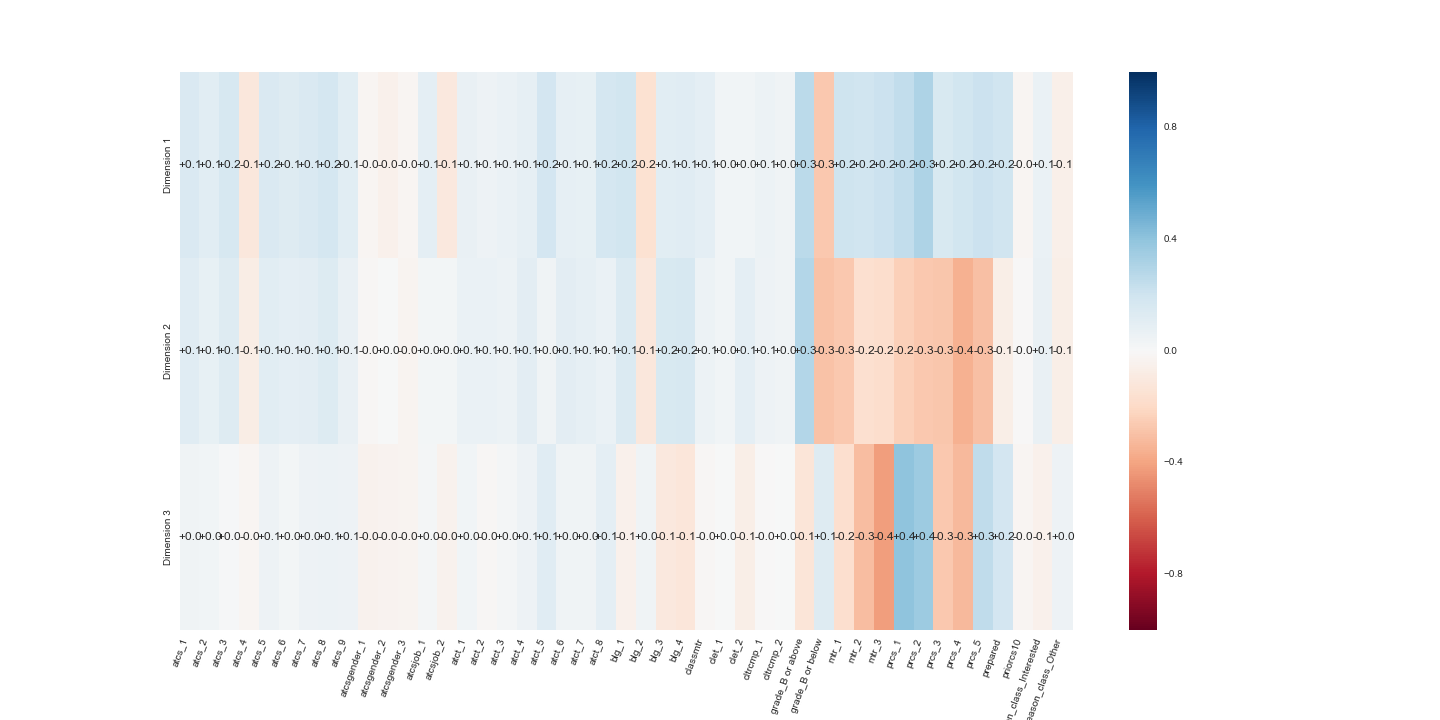 Dimension 1
+0.1 +0.1 +0.2 -0.1 +0.2 +0.1 +0.1 +0.2 +0.1 -0.0 -0.0 -0.0 +0.1 -0.1 +0.1 +0.1 +0.1 +0.1 +0.2 +0.1 +0.1 +0.2 +0.2 -0.2 +0.1 +0.1 +0.1 +0.0 +0.0 +0.1 +0.0 +0.3 -0.3 +0.2 +0.2 +0.2 +0.2 +0.3 +0.2 +0.2 +0.2 +0.2 -0.0 +0.1 -0.1
Dimension 2
+0.1 +0.1 +0.1 -0.1 +0.1 +0.1 +0.1 +0.1 +0.1 -0.0 +0.0 -0.0 +0.0 +0.0 +0.1 +0.1 +0.1 +0.1 +0.0 +0.1 +0.1 +0.1 +0.1 -0.1 +0.2 +0.2 +0.1 +0.0 +0.1 +0.1 +0.0 +0.3 -0.3 -0.3 -0.2 -0.2 -0.2 -0.3 -0.3 -0.4 -0.3 -0.1 -0.0 +0.1 -0.1
Dimension 3
+0.0 +0.0 +0.0 -0.0 +0.1 +0.0 +0.0 +0.1 +0.1 -0.0 -0.0 -0.0 +0.0 -0.0 +0.0 -0.0 +0.0 +0.1 +0.1 +0.0 +0.0 +0.1 -0.1 +0.0 -0.1 -0.1 -0.0 +0.0 -0.1 -0.0 +0.0 -0.1 +0.1 -0.2 -0.3 -0.4 +0.4 +0.4 -0.3 -0.3 +0.3 +0.2 -0.0 -0.1 +0.0
atcs_1
atcs_2
atcs_3
atcs_4
atcs_5
atcs_6
atcs_7
atcs_8
atcs_9
atcsgender_1
atcsgender_2
atcsgender_3
atcsjob_1
atcsjob_2
atct_1
atct_2
atct_3
atct_4
atct_5
atct_6
atct_7
atct_8
blg_1
blg_2
blg_3
blg_4
classmtr
clet_1
clet_2
cltrcmp_1
cltrcmp_2
grade_B or above
grade_B or below
mtr_1
mtr_2
mtr_3
prcs_1
prcs_2
prcs_3
prcs_4
prcs_5
prepared
priorcs10
n_class_Interested
eason_class_Other
0.8
0.4
0.0
−0.4
−0.8